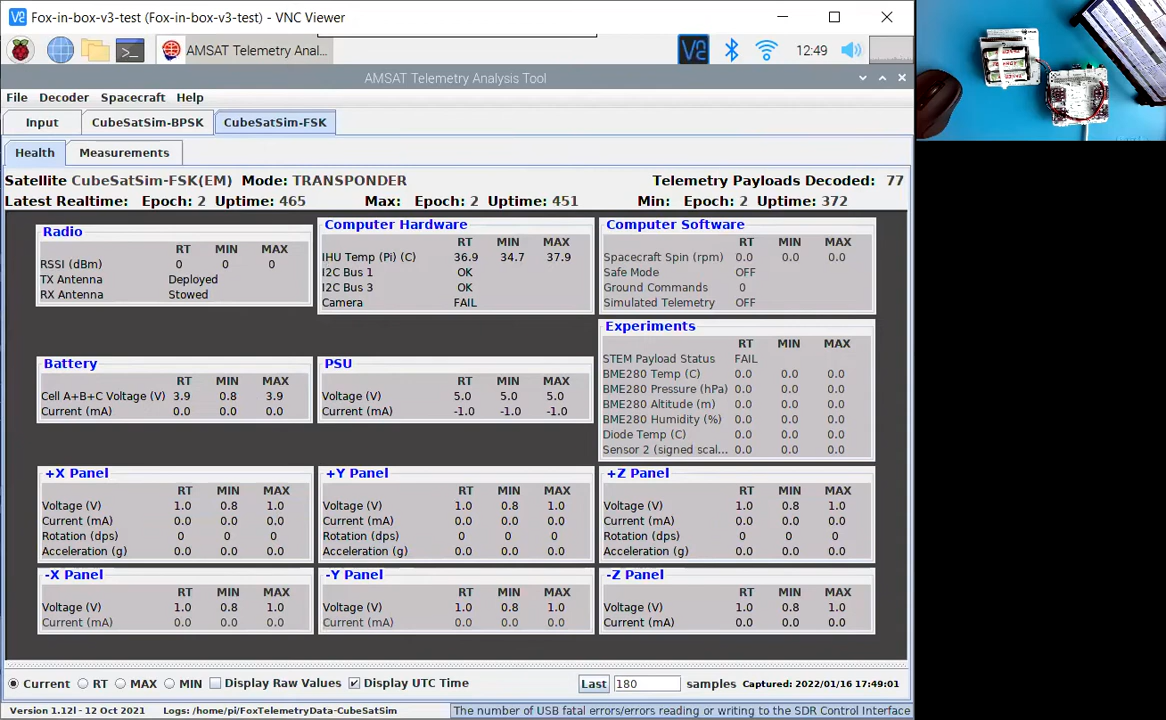 Fox-in-box-v3-test (Fox-in-box-v3-test) - VNC Viewer
AMSAT Telemetry Anal... 12:49
AMSAT Telemetry Analysis Tool
File Decoder Spacecraft Help
Input CubeSatSim-BPSK CubeSatSim-FSK
Health Measurements
Satellite CubeSatSim-FSK(EM) Mode: TRANSPONDER Telemetry Payloads Decoded: 77
Latest Realtime: Epoch: 2 Uptime: 465 Max: Epoch: 2 Uptime: 451 Min: Epoch: 2 Uptime: 372
Radio
RT MIN MAX
RSSI (dBm) 0 0 0
TX Antenna Deployed
RX Antenna Stowed
Computer Hardware
RT MIN MAX
IHU Temp (Pi) (C) 36.9 34.7 37.9
I2C Bus 1 OK
I2C Bus 3 OK
Camera FAIL
Computer Software
RT MIN MAX
Spacecraft Spin (rpm) 0.0 0.0 0.0
Safe Mode OFF
Ground Commands 0
Simulated Telemetry OFF
Experiments
RT MIN MAX
STEM Payload Status FAIL
BME280 Temp (C) 0.0 0.0 0.0
BME280 Pressure (hPa) 0.0 0.0 0.0
BME280 Altitude (m) 0.0 0.0 0.0
BME280 Humidity (%) 0.0 0.0 0.0
Diode Temp (C) 0.0 0.0 0.0
Sensor 2 (signed scal... 0.0 0.0 0.0
Battery
RT MIN MAX
Cell A+B+C Voltage (V) 3.9 0.8 3.9
Current (mA) 0.0 0.0 0.0
PSU
RT MIN MAX
Voltage (V) 5.0 5.0 5.0
Current (mA) -1.0 -1.0 -1.0
+X Panel
RT MIN MAX
Voltage (V) 1.0 0.8 1.0
Current (mA) 0.0 0.0 0.0
Rotation (dps) 0 0 0
Acceleration (g) 0.0 0.0 0.0
+Y Panel
RT MIN MAX
Voltage (V) 1.0 0.8 1.0
Current (mA) 0.0 0.0 0.0
Rotation (dps) 0 0 0
Acceleration (g) 0.0 0.0 0.0
+Z Panel
RT MIN MAX
Voltage (V) 1.0 0.8 1.0
Current (mA) 0.0 0.0 0.0
Rotation (dps) 0 0 0
Acceleration (g) 0.0 0.0 0.0
-X Panel
RT MIN MAX
Voltage (V) 1.0 0.8 1.0
Current (mA) 0.0 0.0 0.0
-Y Panel
RT MIN MAX
Voltage (V) 1.0 0.8 1.0
Current (mA) 0.0 0.0 0.0
-Z Panel
RT MIN MAX
Voltage (V) 1.0 0.8 1.0
Current (mA) 0.0 0.0 0.0
Current RT MAX MIN Display Raw Values Display UTC Time Last 180 samples Captured: 2022/01/16 17:49:01
Version 1.12l - 12 Oct 2021 Logs: /home/pi/FoxTelemetryData-CubeSatSim The number of USB fatal errors/errors reading or writing to the SDR Control Interface